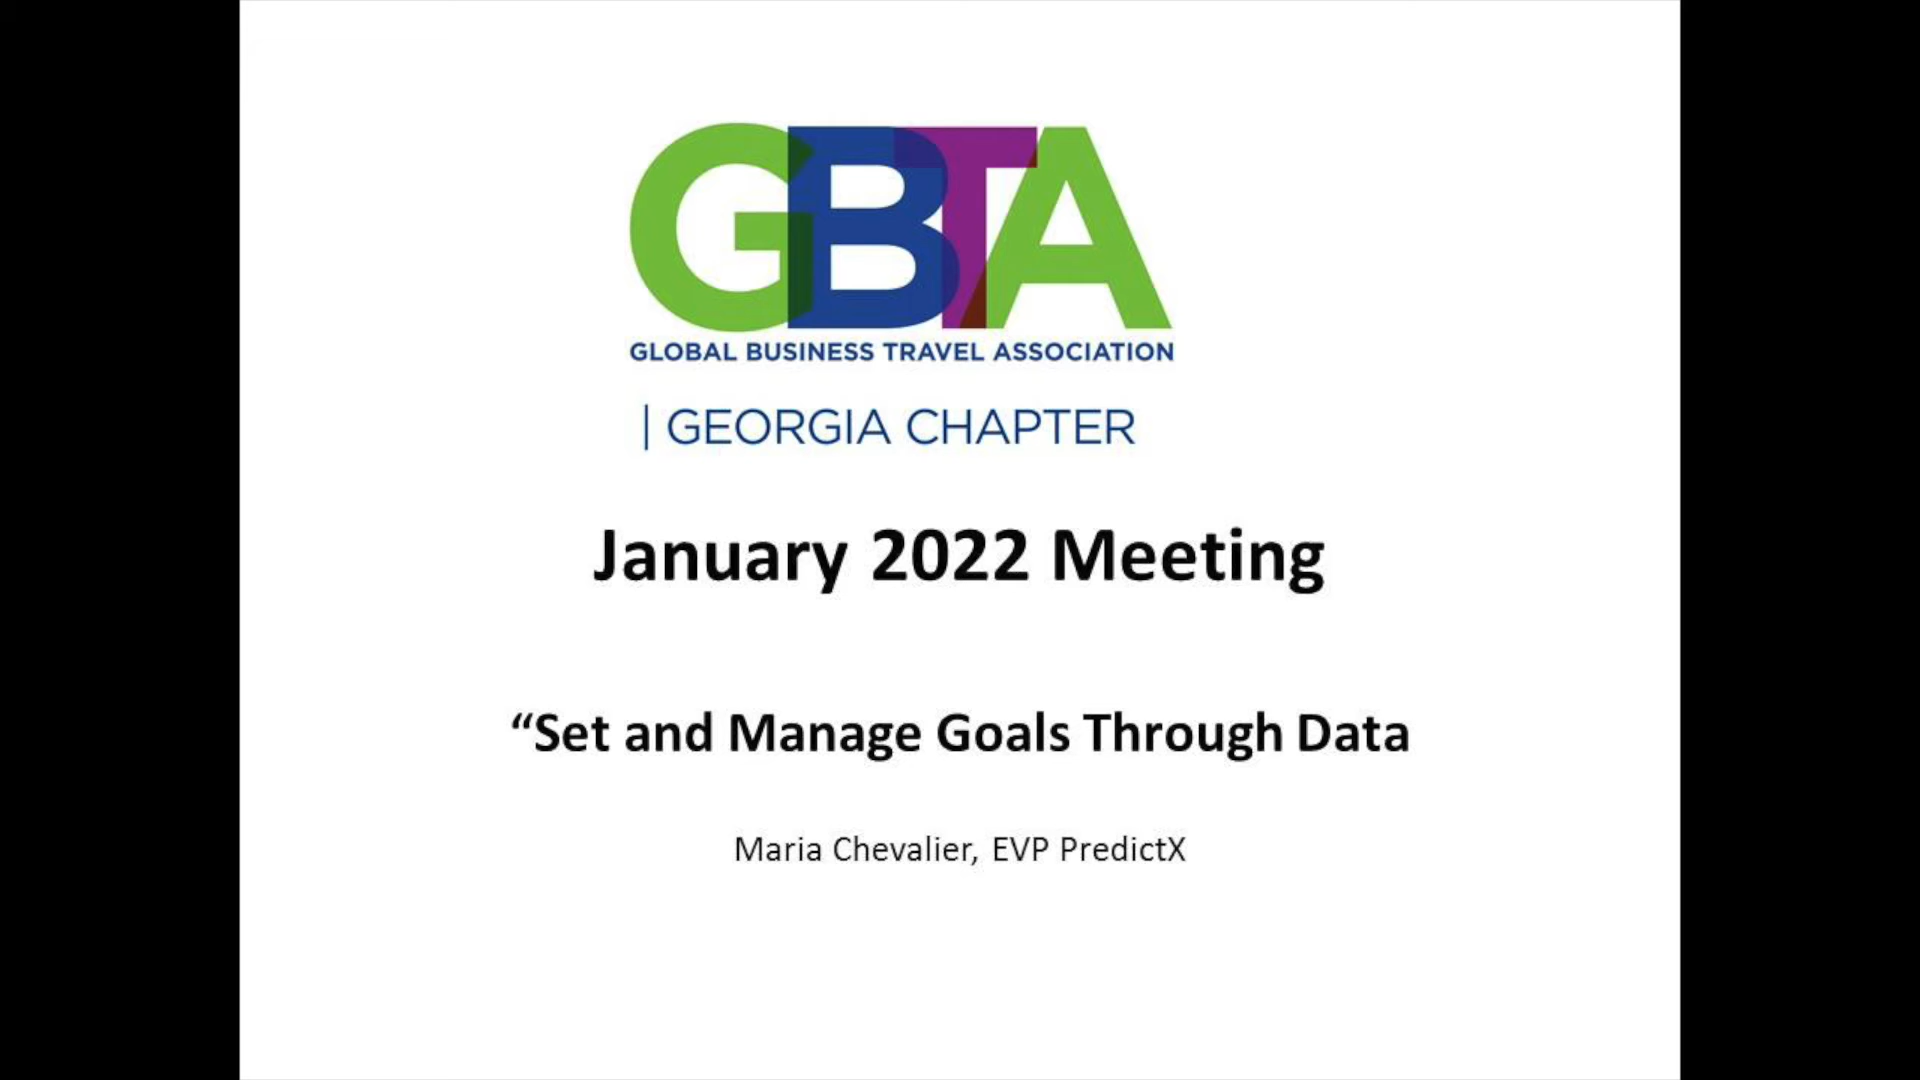 GBTA
GLOBAL BUSINESS TRAVEL ASSOCIATION
| GEORGIA CHAPTER
January 2022 Meeting
“Set and Manage Goals Through Data
Maria Chevalier, EVP PredictX